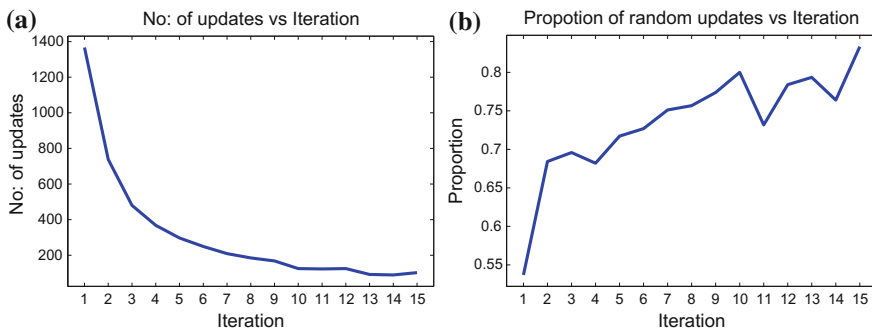 (a)
No: of updates vs Iteration
1400
1200
1000
800
600
400
200
No: of updates
1 2 3 4 5 6 7 8 9 10 11 12 13 14 15
Iteration
(b)
Propotion of random updates vs Iteration
0.8
0.75
0.7
0.65
0.6
0.55
Proportion
1 2 3 4 5 6 7 8 9 10 11 12 13 14 15
Iteration